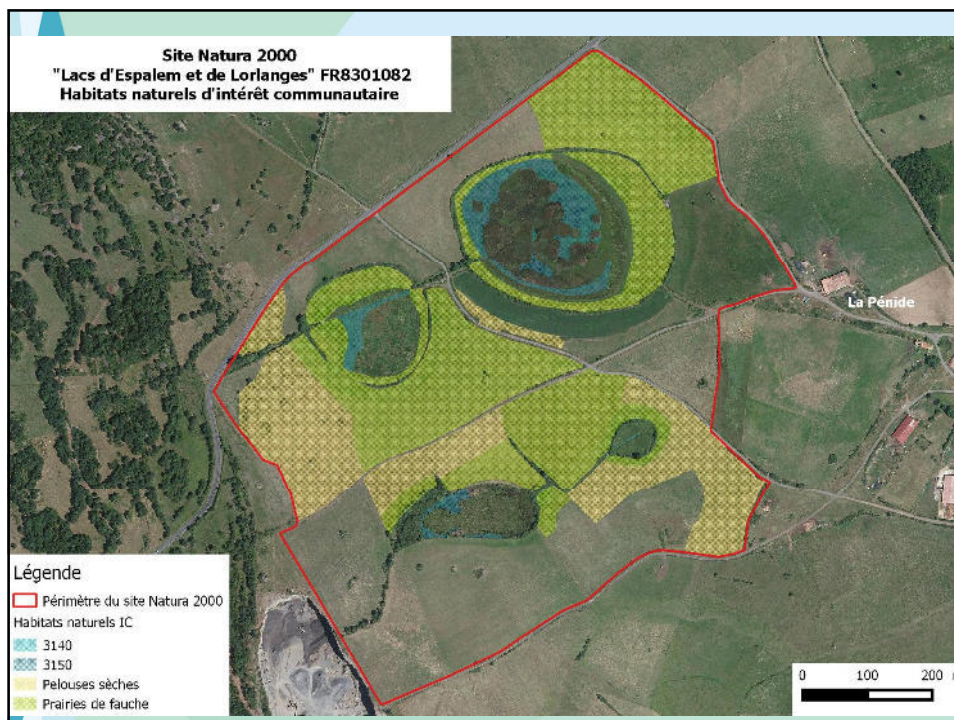 Site Natura 2000
"Lacs d'Espalem et de Lorlanges" FR8301082
Habitats naturels d'intérêt communautaire
La Pénide
Légende
Périmètre du site Natura 2000
Habitats naturels IC
3140
3150
Pelouses sèches
Prairies de fauche
0 100 200